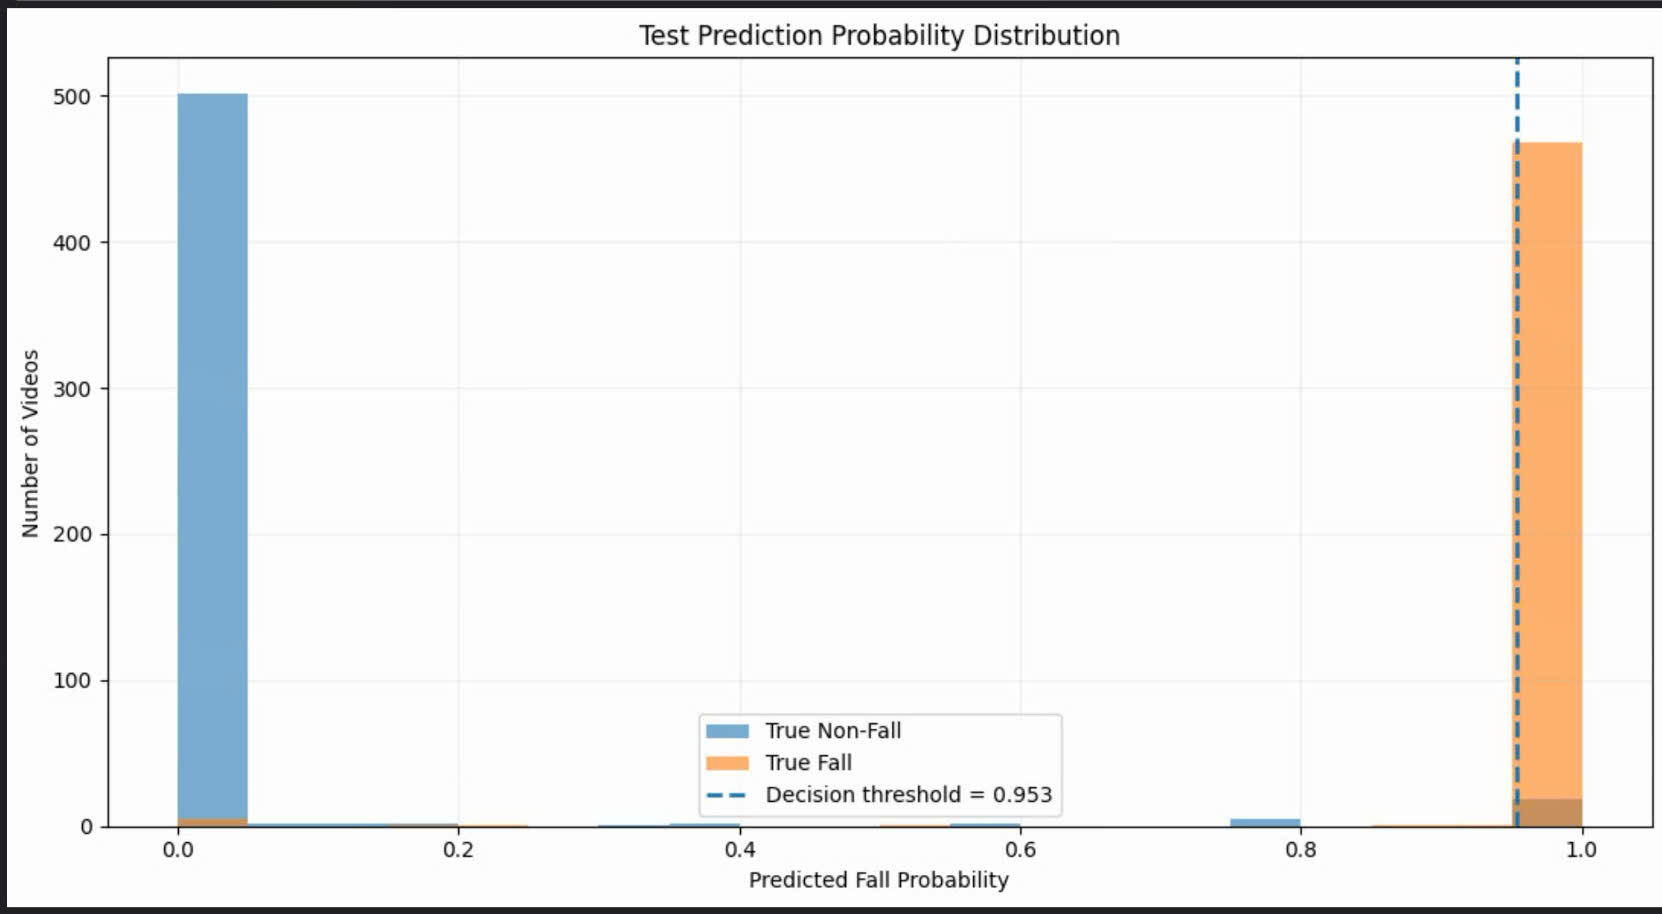 Test Prediction Probability Distribution
Number of Videos
500
400
300
200
100
0
True Non-Fall
True Fall
Decision threshold = 0.953
0.0 0.2 0.4 0.6 0.8 1.0
Predicted Fall Probability